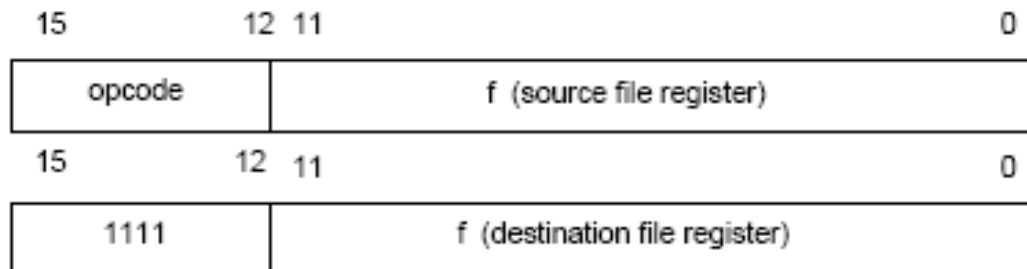 15 12 11 0
opcode f (source file register)
15 12 11 0
1111 f (destination file register)